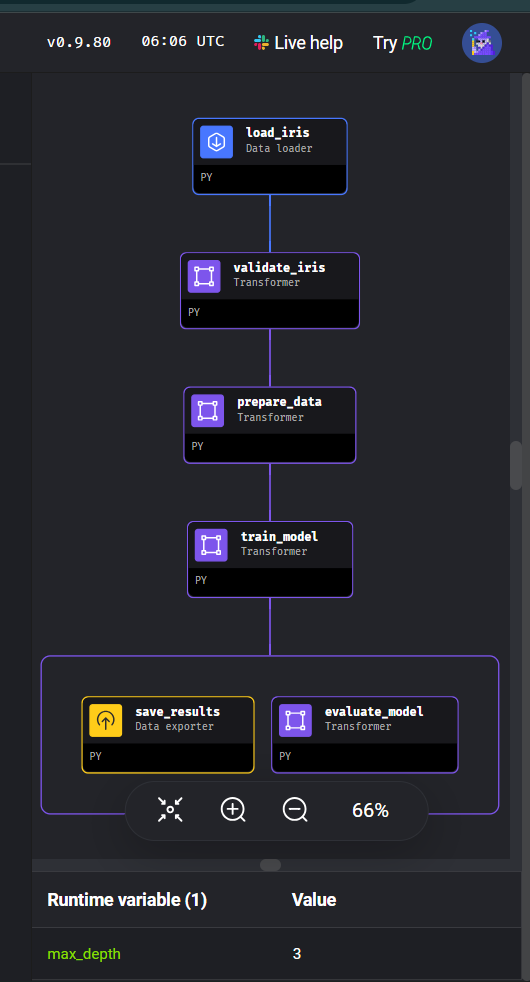 v0.9.80 06:06 UTC Live help Try PRO
load_iris
Data loader
PY
validate_iris
Transformer
PY
prepare_data
Transformer
PY
train_model
Transformer
PY
save_results
Data exporter
PY
evaluate_model
Transformer
PY
66%
Runtime variable (1) Value
max_depth 3